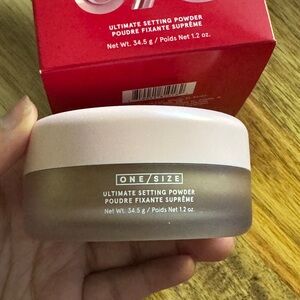 ULTIMATE SETTING POWDER
POUDRE FIXANTE SUPRÊME
Net Wt. 34,5 g / Poids Net 1.2 oz.
ONE/SIZE
ULTIMATE SETTING POWDER
POUDRE FIXANTE SUPRÊME
Net Wt. 34,5 g / Poids Net 1.2 oz